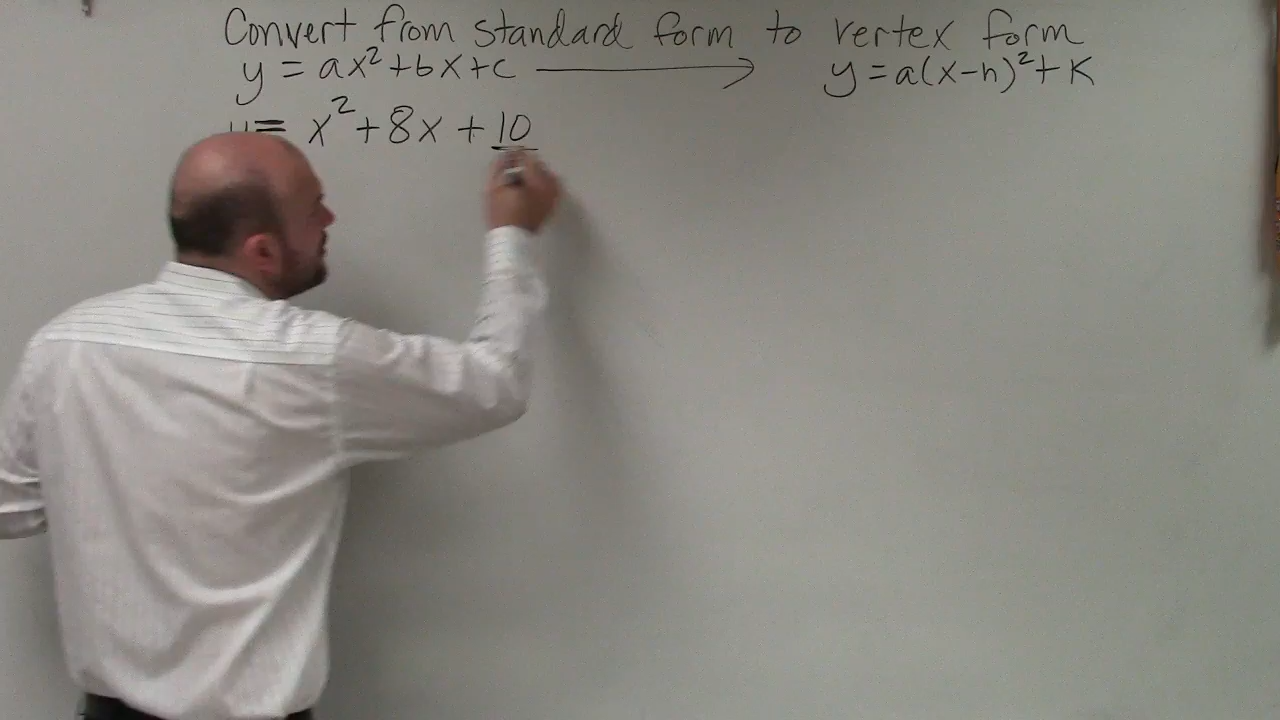 Convert from standard form to vertex form
y = ax²+bx+c → y = a(x-h)²+k
y = x²+8x+10